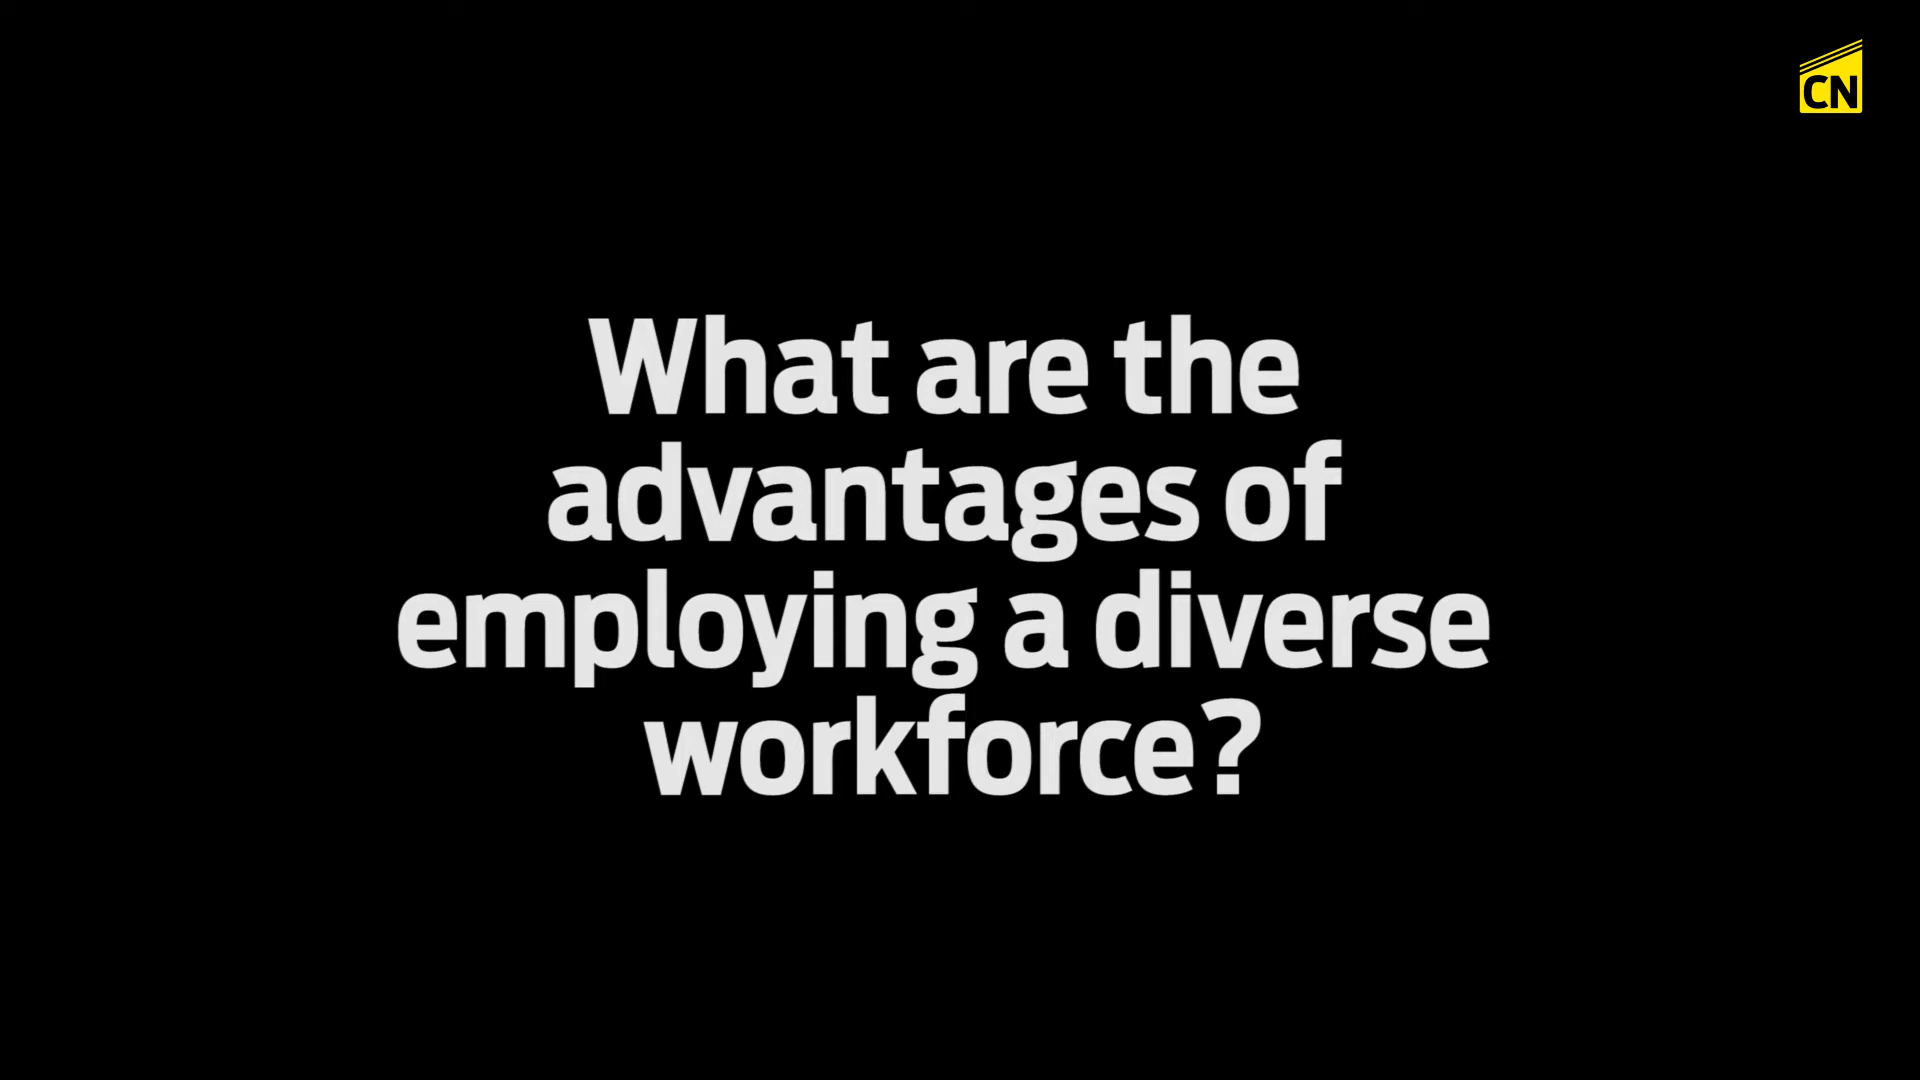 CN
What are the
advantages of
employing a diverse
workforce?